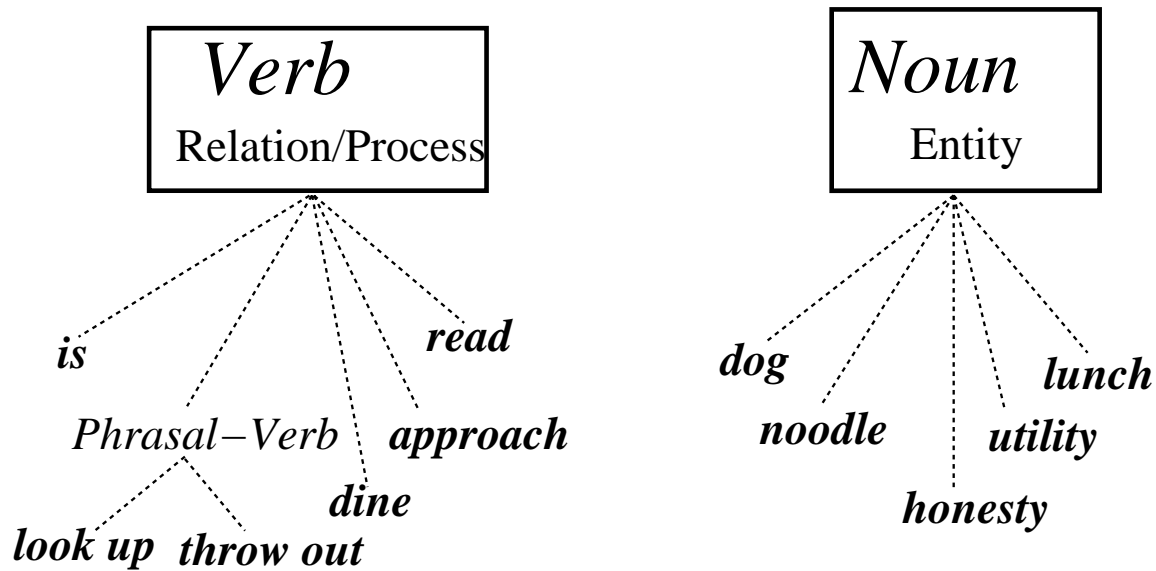 Verb
Relation/Process
is
read
Phrasal–Verb
approach
dine
look up
throw out
Noun
Entity
dog
lunch
noodle
utility
honesty